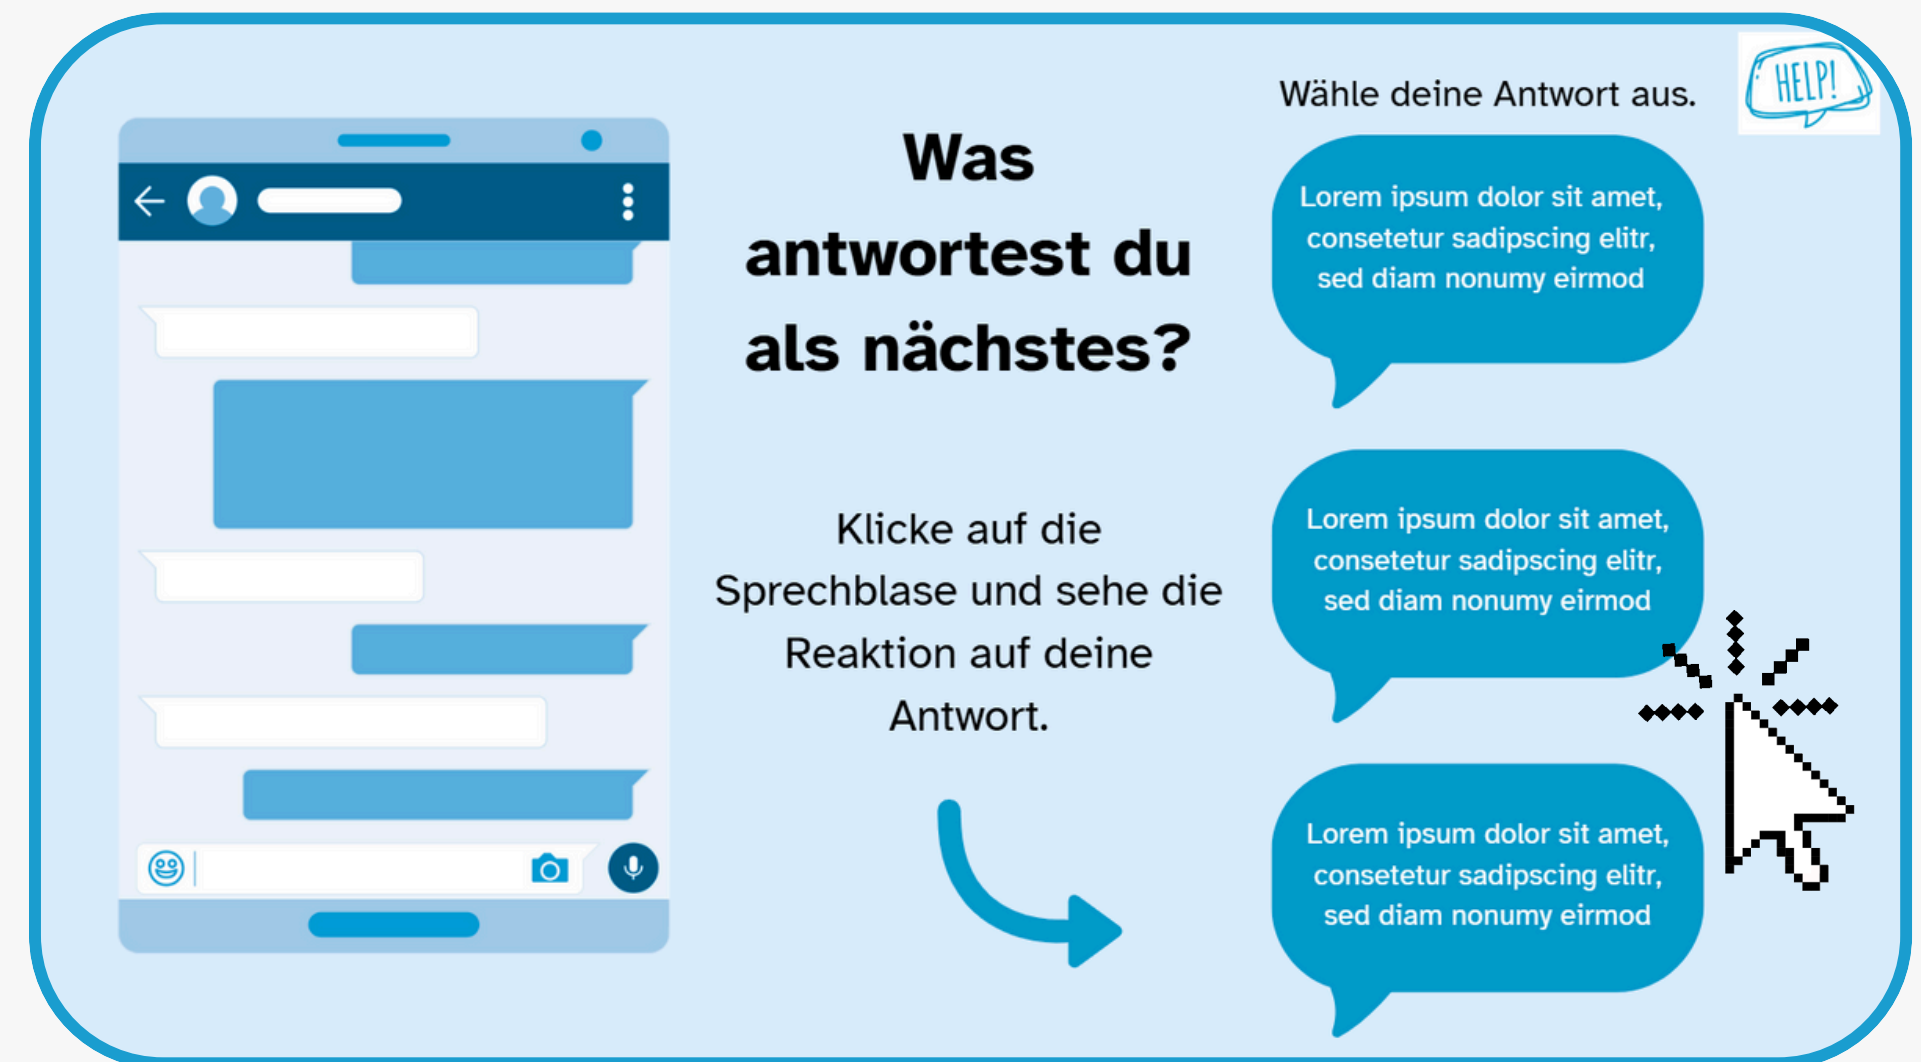 Was
antwortest du
als nächstes?
Klicke auf die
Sprechblase und sehe die
Reaktion auf deine
Antwort.
Wähle deine Antwort aus.
HELP!
Lorem ipsum dolor sit amet,
consetetur sadipscing elitr,
sed diam nonumy eirmod
Lorem ipsum dolor sit amet,
consetetur sadipscing elitr,
sed diam nonumy eirmod
Lorem ipsum dolor sit amet,
consetetur sadipscing elitr,
sed diam nonumy eirmod